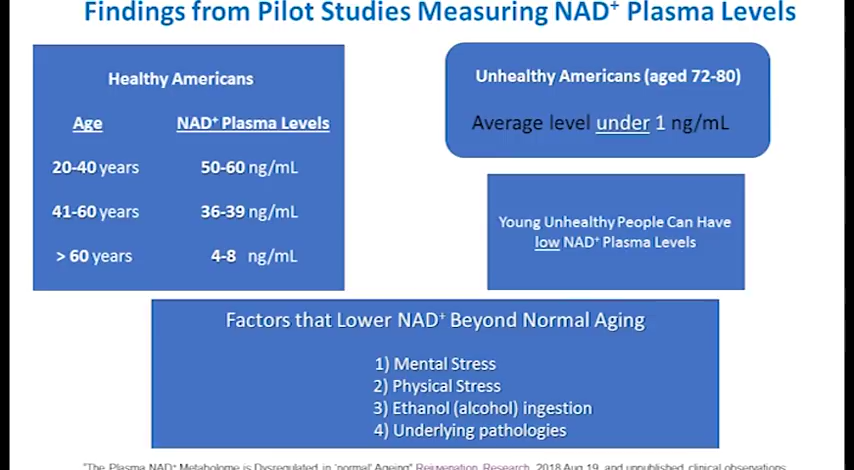 Findings from Pilot Studies Measuring NAD⁺ Plasma Levels
Healthy Americans
Age NAD⁺ Plasma Levels
20-40 years 50-60 ng/mL
41-60 years 36-39 ng/mL
> 60 years 4-8 ng/mL
Unhealthy Americans (aged 72-80)
Average level under 1 ng/mL
Young Unhealthy People Can Have
low NAD⁺ Plasma Levels
Factors that Lower NAD⁺ Beyond Normal Aging
1) Mental Stress
2) Physical Stress
3) Ethanol (alcohol) ingestion
4) Underlying pathologies
"The Plasma NAD⁺ Metabolome is Dysregulated in 'normal' Ageing" Rejuvenation Research, 2018 Aug 19, and unpublished clinical observations